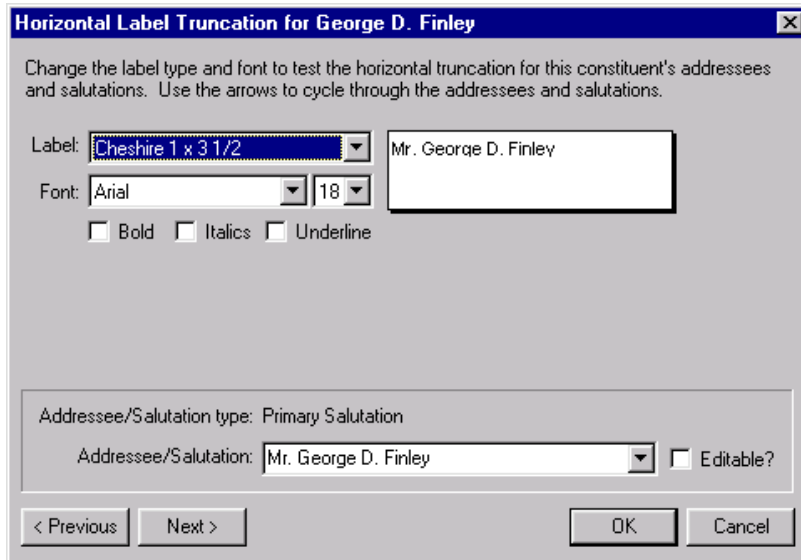 Horizontal Label Truncation for George D. Finley
Change the label type and font to test the horizontal truncation for this constituent's addressees
and salutations. Use the arrows to cycle through the addressees and salutations.
Label: Cheshire 1 x 3 1/2
Mr. George D. Finley
Font: Arial 18
Bold Italics Underline
Addressee/Salutation type: Primary Salutation
Addressee/Salutation: Mr. George D. Finley Editable?
< Previous Next > OK Cancel